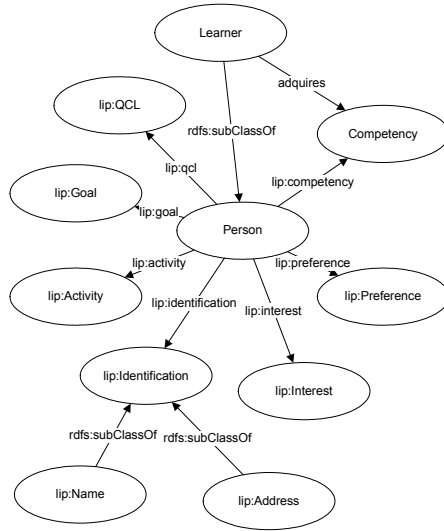 Learner
lip:QCL
adquires
rdfs:subClassOf
Competency
lip:qcl
lip:competency
lip:Goal
lip:goal
Person
lip:activity
lip:preference
lip:Activity
lip:identification
lip:Preference
lip:interest
lip:Identification
lip:Interest
rdfs:subClassOf
rdfs:subClassOf
lip:Name
lip:Address